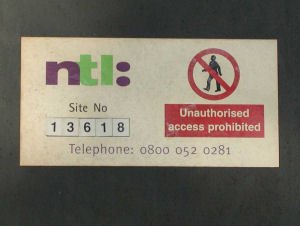 ntl:
Site No
13618
Unauthorised
access prohibited
Telephone: 0800 052 0281